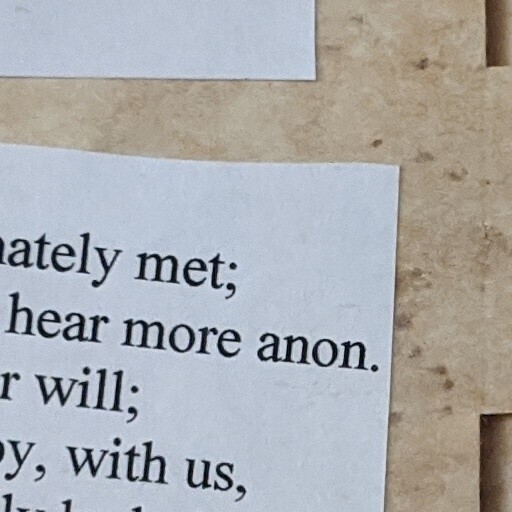 ately met;
hear more anon.
r will;
y, with us,